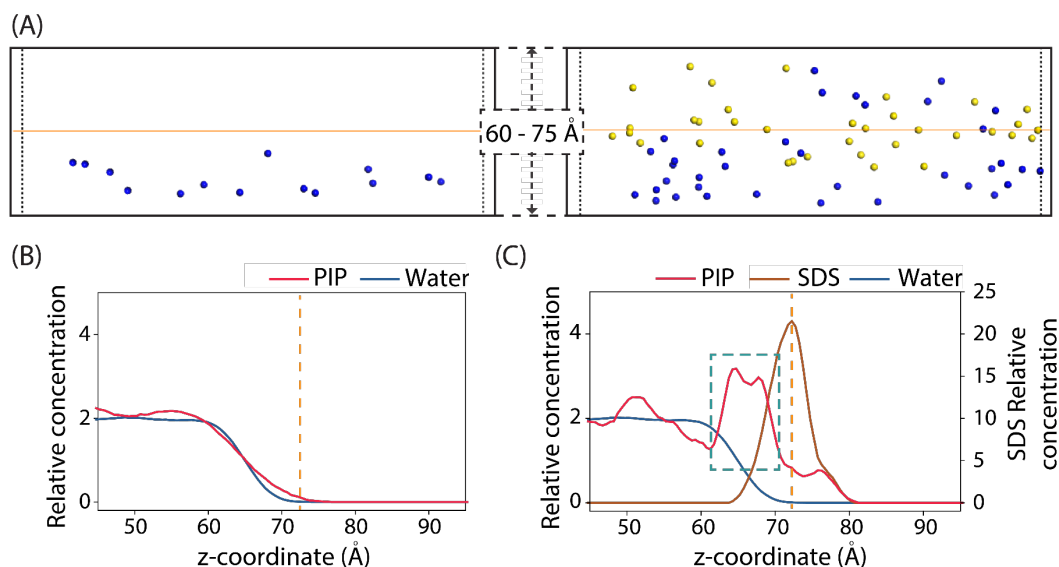 (A)
60 - 75 Å
(B)
PIP Water
Relative concentration
4
2
0
50 60 70 80 90
z-coordinate (Å)
(C)
PIP SDS Water
Relative concentration
4
2
0
25
20
15
10
5
0
SDS Relative
concentration
50 60 70 80 90
z-coordinate (Å)